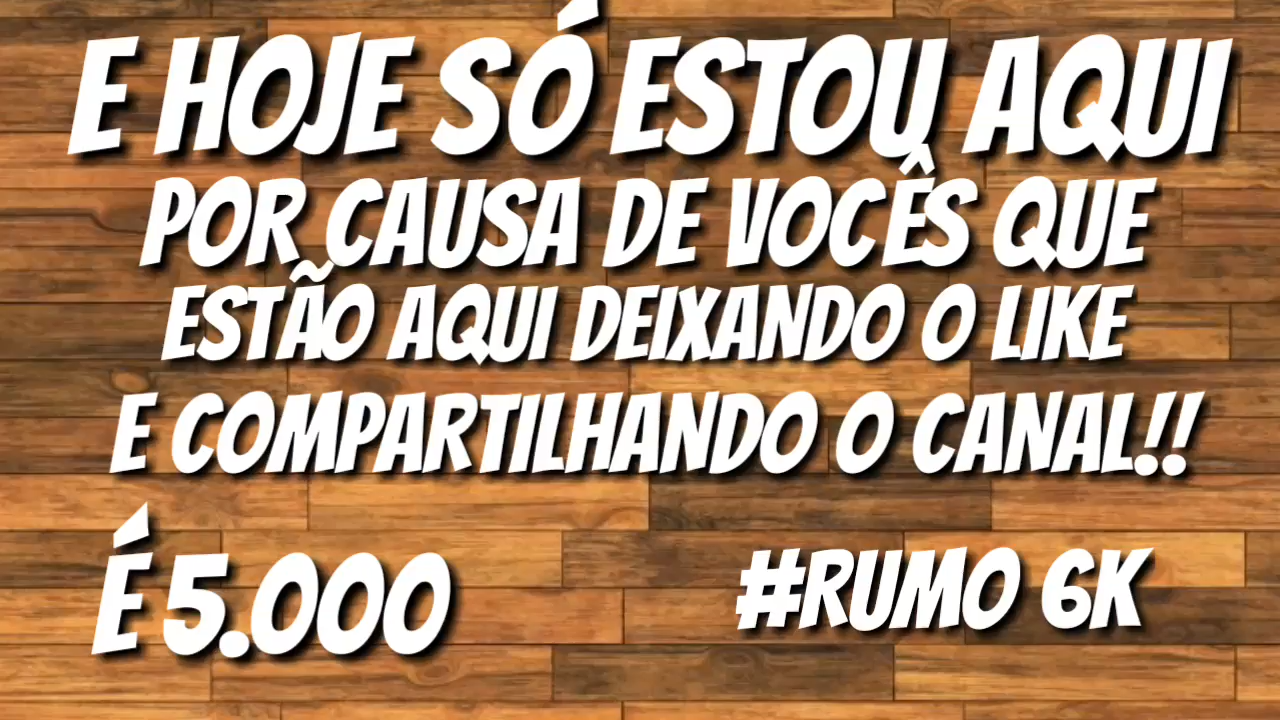 E HOJE SÓ ESTOU AQUI
POR CAUSA DE VOCÊS QUE
ESTÃO AQUI DEIXANDO O LIKE
E COMPARTILHANDO O CANAL!!
É 5.000
#RUMO 6K